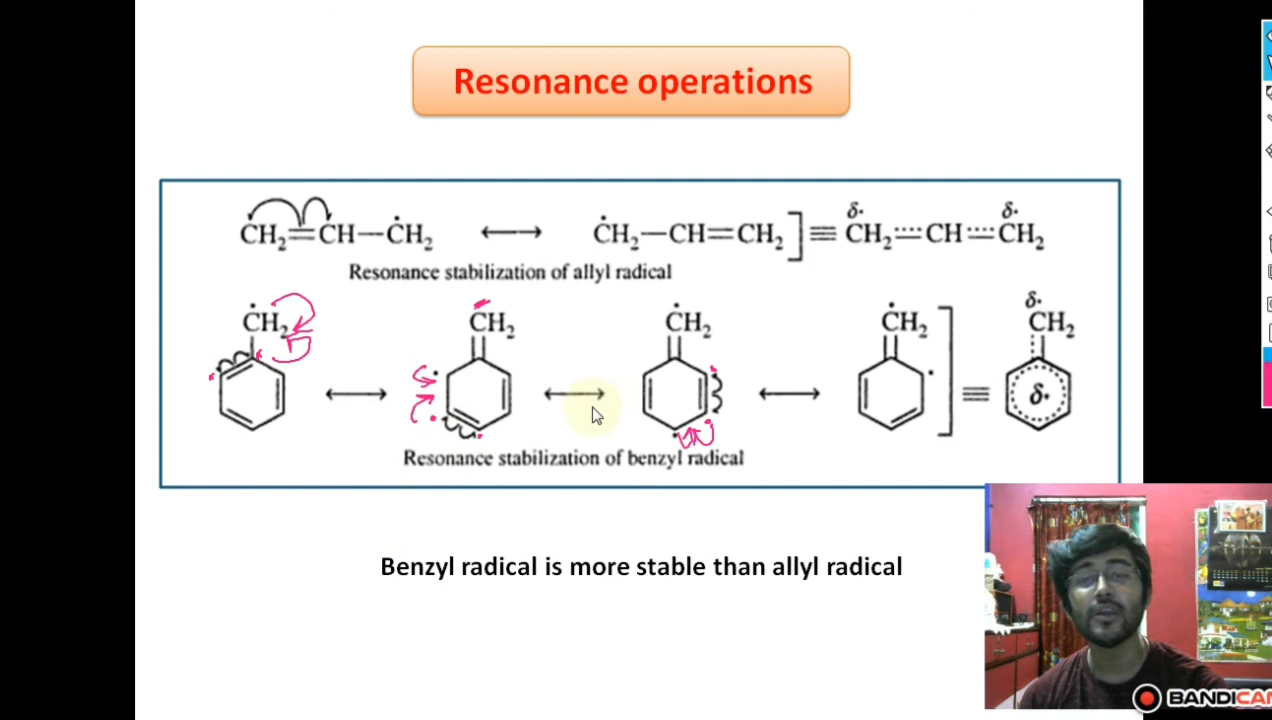 Resonance operations
CH₂=CH—ĊH₂ ⟷ ĊH₂—CH=CH₂] ≡ CH₂┈CH┈CH₂
δ· δ·
Resonance stabilization of allyl radical
ĊH₂ CH₂ ĊH₂ ĊH₂ δ· CH₂
δ·
Resonance stabilization of benzyl radical
Benzyl radical is more stable than allyl radical
BANDICAM